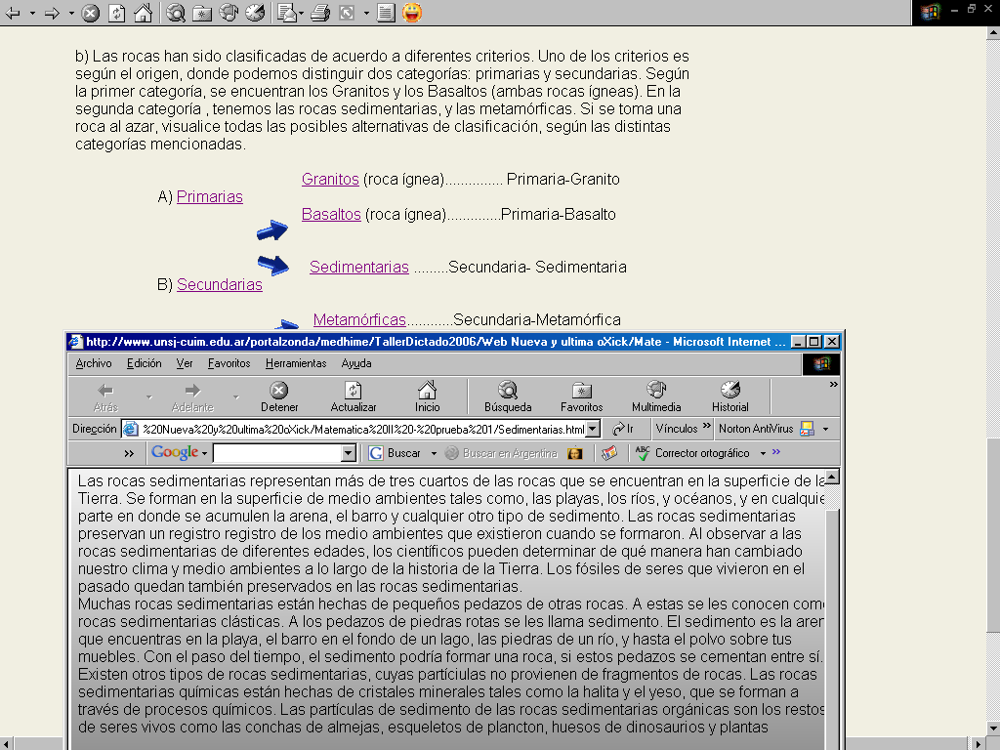 b) Las rocas han sido clasificadas de acuerdo a diferentes criterios. Uno de los criterios es
según el origen, donde podemos distinguir dos categorías: primarias y secundarias. Según
la primer categoría, se encuentran los Granitos y los Basaltos (ambas rocas ígneas). En la
segunda categoría , tenemos las rocas sedimentarias, y las metamórficas. Si se toma una
roca al azar, visualice todas las posibles alternativas de clasificación, según las distintas
categorías mencionadas.
Granitos (roca ígnea)............... Primaria-Granito
A) Primarias
Basaltos (roca ígnea)..............Primaria-Basalto
Sedimentarias .........Secundaria- Sedimentaria
B) Secundarias
Metamórficas............Secundaria-Metamórfica
http://www.unsj-cuim.edu.ar/portalzonda/medhime/TallerDictado2006/Web Nueva y ultima oXick/Mate - Microsoft Internet ...
Archivo Edición Ver Favoritos Herramientas Ayuda
Atrás Adelante Detener Actualizar Inicio Búsqueda Favoritos Multimedia Historial »
Dirección %20Nueva%20y%20ultima%20oXick/Matematica%20II%20-%20prueba%201/Sedimentarias.html Ir Vínculos » Norton AntiVirus
» Google G Buscar Buscar en Argentina ABC Corrector ortográfico »
Las rocas sedimentarias representan más de tres cuartos de las rocas que se encuentran en la superficie de la
Tierra. Se forman en la superficie de medio ambientes tales como, las playas, los ríos, y océanos, y en cualquie
parte en donde se acumulen la arena, el barro y cualquier otro tipo de sedimento. Las rocas sedimentarias
preservan un registro registro de los medio ambientes que existieron cuando se formaron. Al observar a las
rocas sedimentarias de diferentes edades, los científicos pueden determinar de qué manera han cambiado
nuestro clima y medio ambientes a lo largo de la historia de la Tierra. Los fósiles de seres que vivieron en el
pasado quedan también preservados en las rocas sedimentarias.
Muchas rocas sedimentarias están hechas de pequeños pedazos de otras rocas. A estas se les conocen com
rocas sedimentarias clásticas. A los pedazos de piedras rotas se les llama sedimento. El sedimento es la aren
que encuentras en la playa, el barro en el fondo de un lago, las piedras de un río, y hasta el polvo sobre tus
muebles. Con el paso del tiempo, el sedimento podría formar una roca, si estos pedazos se cementan entre sí.
Existen otros tipos de rocas sedimentarias, cuyas partíciulas no provienen de fragmentos de rocas. Las rocas
sedimentarias químicas están hechas de cristales minerales tales como la halita y el yeso, que se forman a
través de procesos químicos. Las partículas de sedimento de las rocas sedimentarias orgánicas son los restos
de seres vivos como las conchas de almejas, esqueletos de plancton, huesos de dinosaurios y plantas